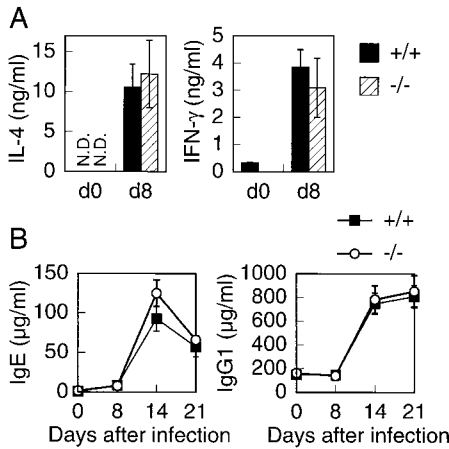 A
IL-4 (ng/ml)
15
10
5
0
N.D.
N.D.
d0 d8
IFN-γ (ng/ml)
5
4
3
2
1
0
d0 d8
+/+
-/-
+/+
-/-
B
IgE (μg/ml)
150
100
50
0
0 8 14 21
Days after infection
IgG1 (μg/ml)
1000
800
600
400
200
0
0 8 14 21
Days after infection